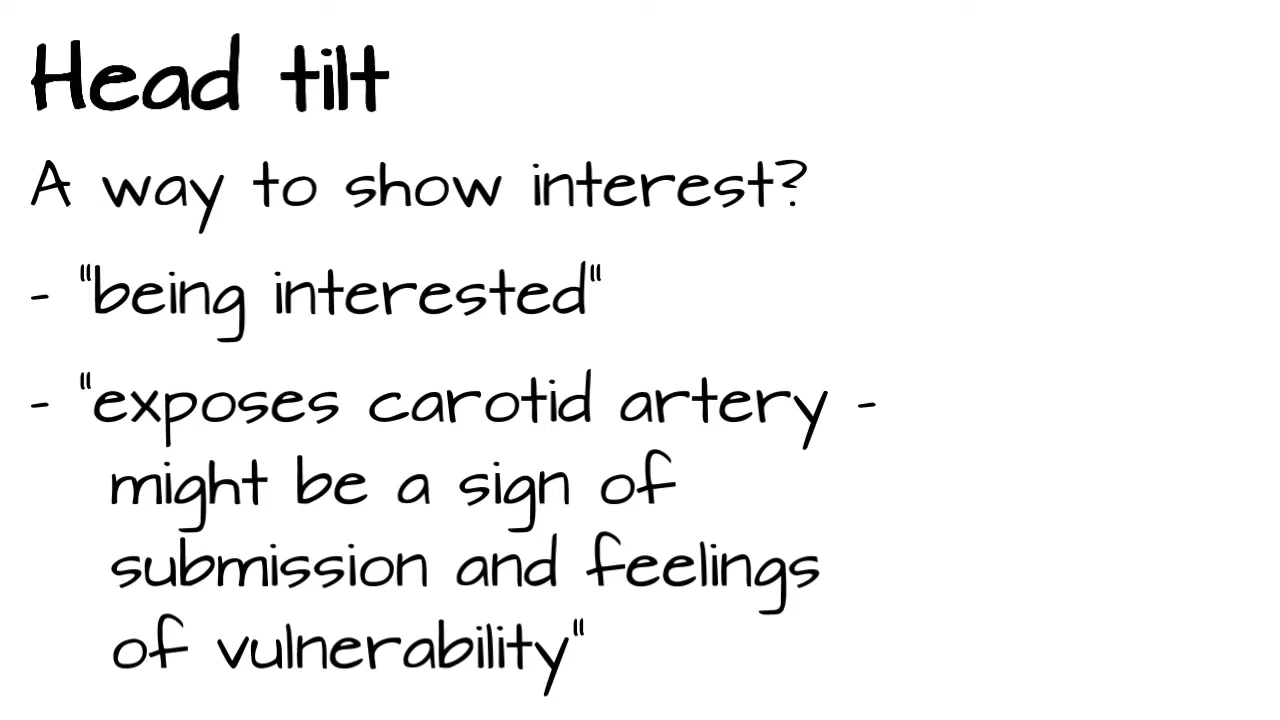 Head tilt
A way to show interest?
- "being interested"
- "exposes carotid artery -
might be a sign of
submission and feelings
of vulnerability"